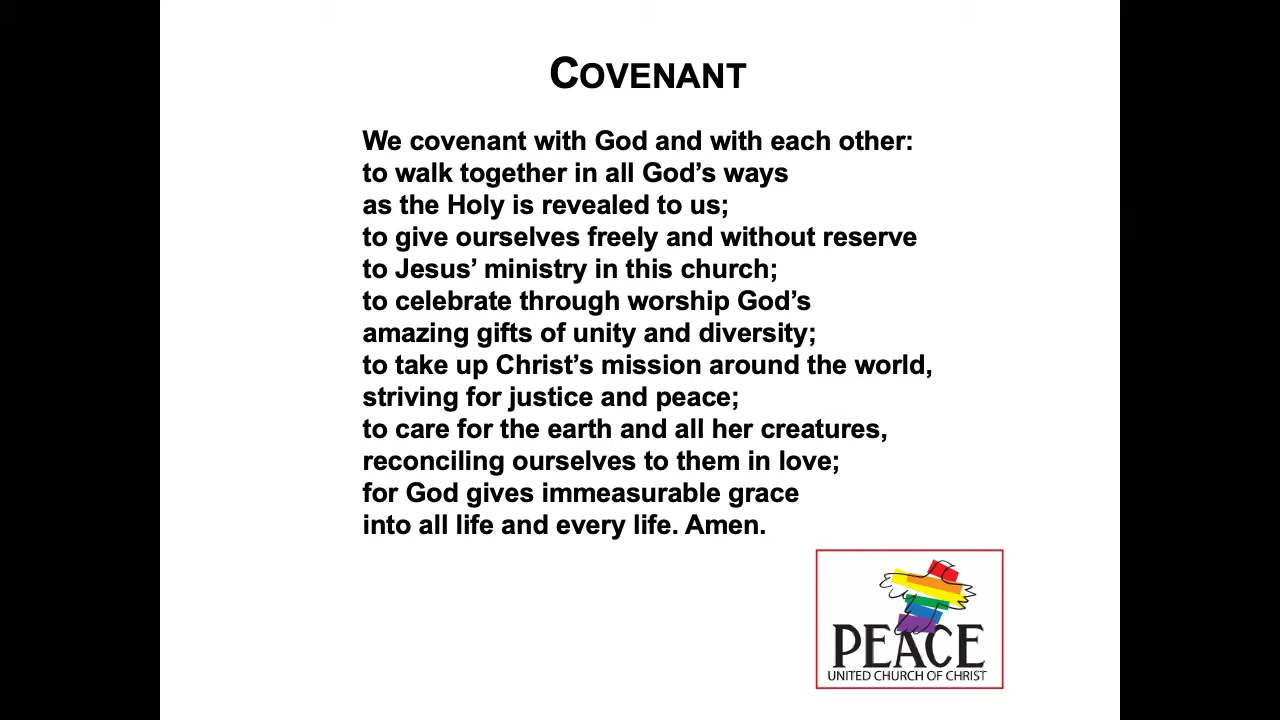 COVENANT
We covenant with God and with each other:
to walk together in all God’s ways
as the Holy is revealed to us;
to give ourselves freely and without reserve
to Jesus’ ministry in this church;
to celebrate through worship God’s
amazing gifts of unity and diversity;
to take up Christ’s mission around the world,
striving for justice and peace;
to care for the earth and all her creatures,
reconciling ourselves to them in love;
for God gives immeasurable grace
into all life and every life. Amen.
PEACE
UNITED CHURCH OF CHRIST